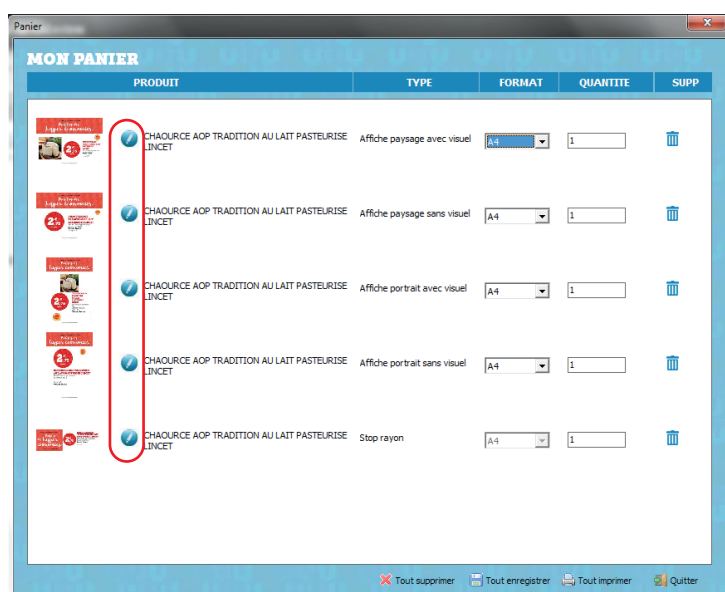 Panier
MON PANIER
PRODUIT TYPE FORMAT QUANTITE SUPP
CHAOURCE AOP TRADITION AU LAIT PASTEURISE Affiche paysage avec visuel A4 1
LINCET
CHAOURCE AOP TRADITION AU LAIT PASTEURISE Affiche paysage sans visuel A4 1
LINCET
CHAOURCE AOP TRADITION AU LAIT PASTEURISE Affiche portrait avec visuel A4 1
LINCET
CHAOURCE AOP TRADITION AU LAIT PASTEURISE Affiche portrait sans visuel A4 1
LINCET
CHAOURCE AOP TRADITION AU LAIT PASTEURISE Stop rayon A4 1
LINCET
Tout supprimer Tout enregistrer Tout imprimer Quitter